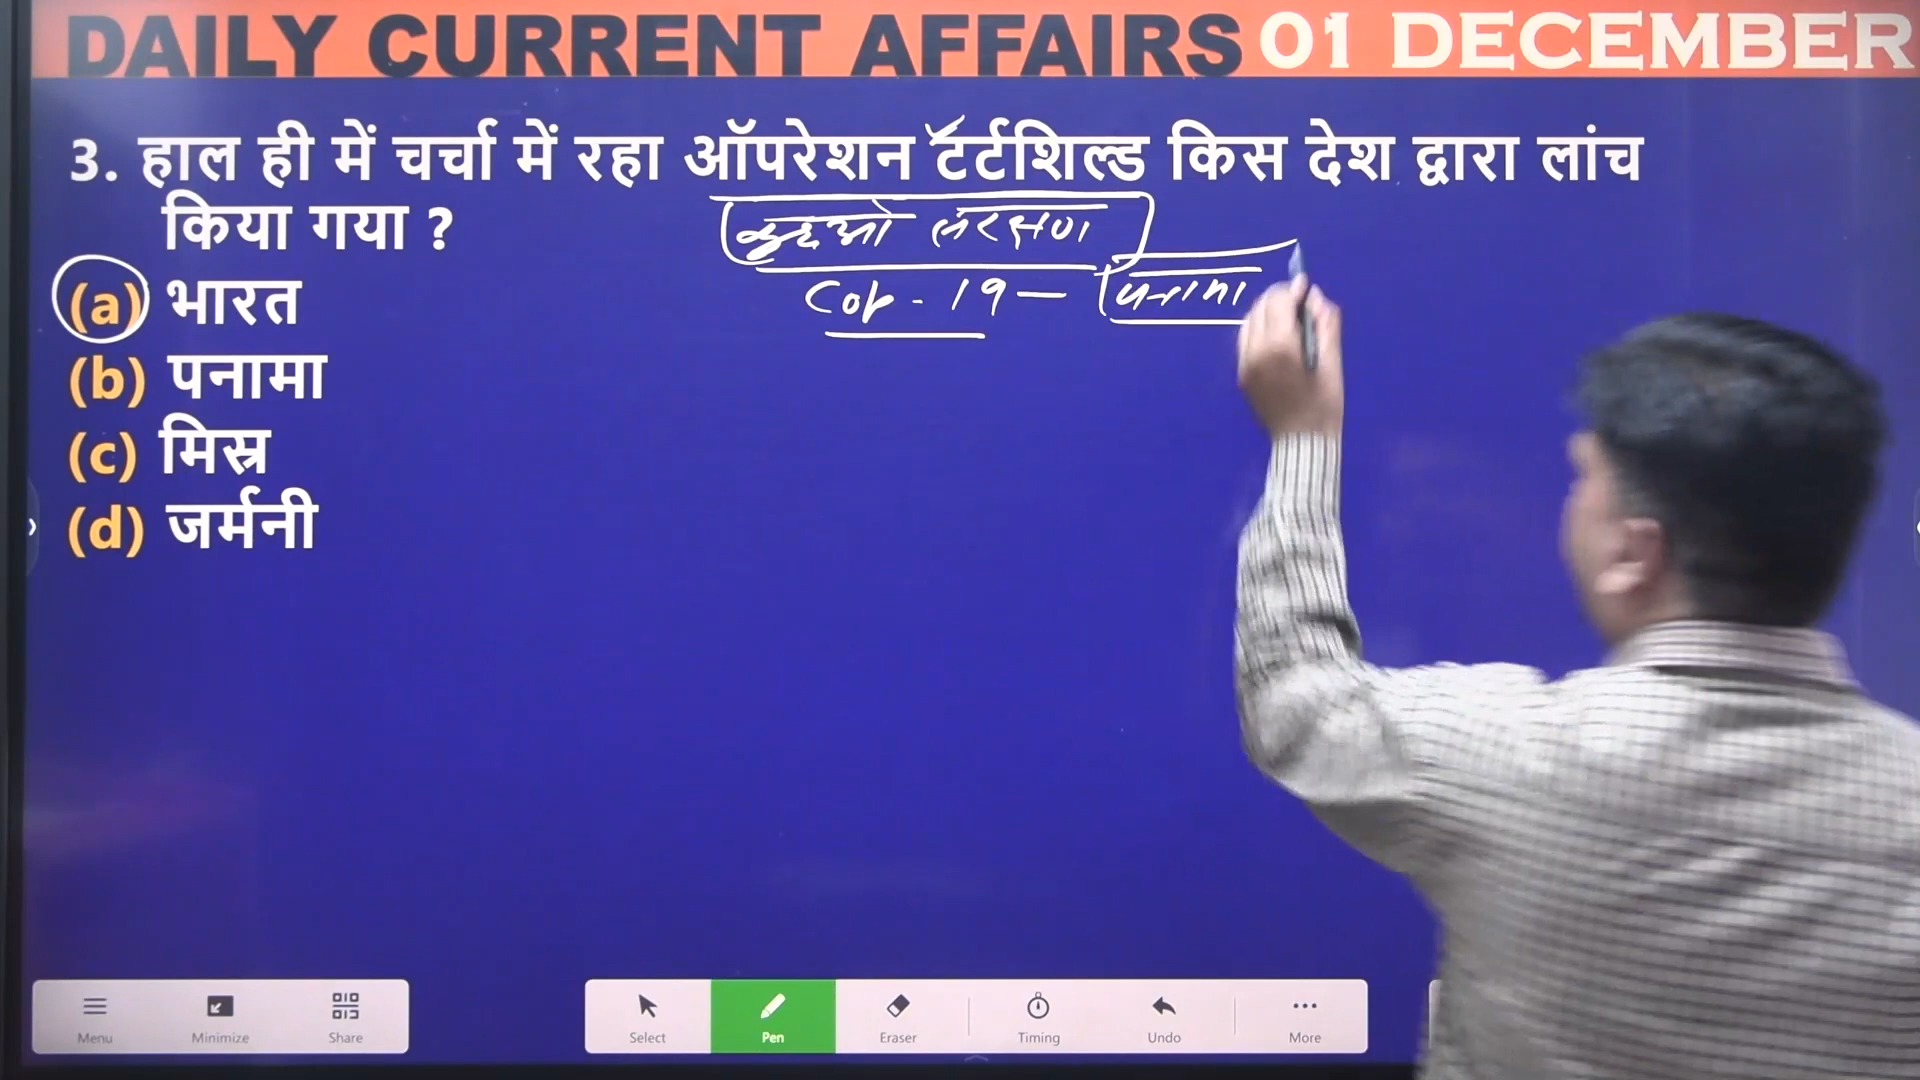 DAILY CURRENT AFFAIRS 01 DECEMBER
3. हाल ही में चर्चा में रहा ऑपरेशन टॅर्टशिल्ड किस देश द्वारा लांच
किया गया ?
कछुओ संरक्षण
(a) भारत
Cop - 19 - पनामा
(b) पनामा
(c) मिस्र
(d) जर्मनी
Menu Minimize Share Select Pen Eraser Timing Undo More